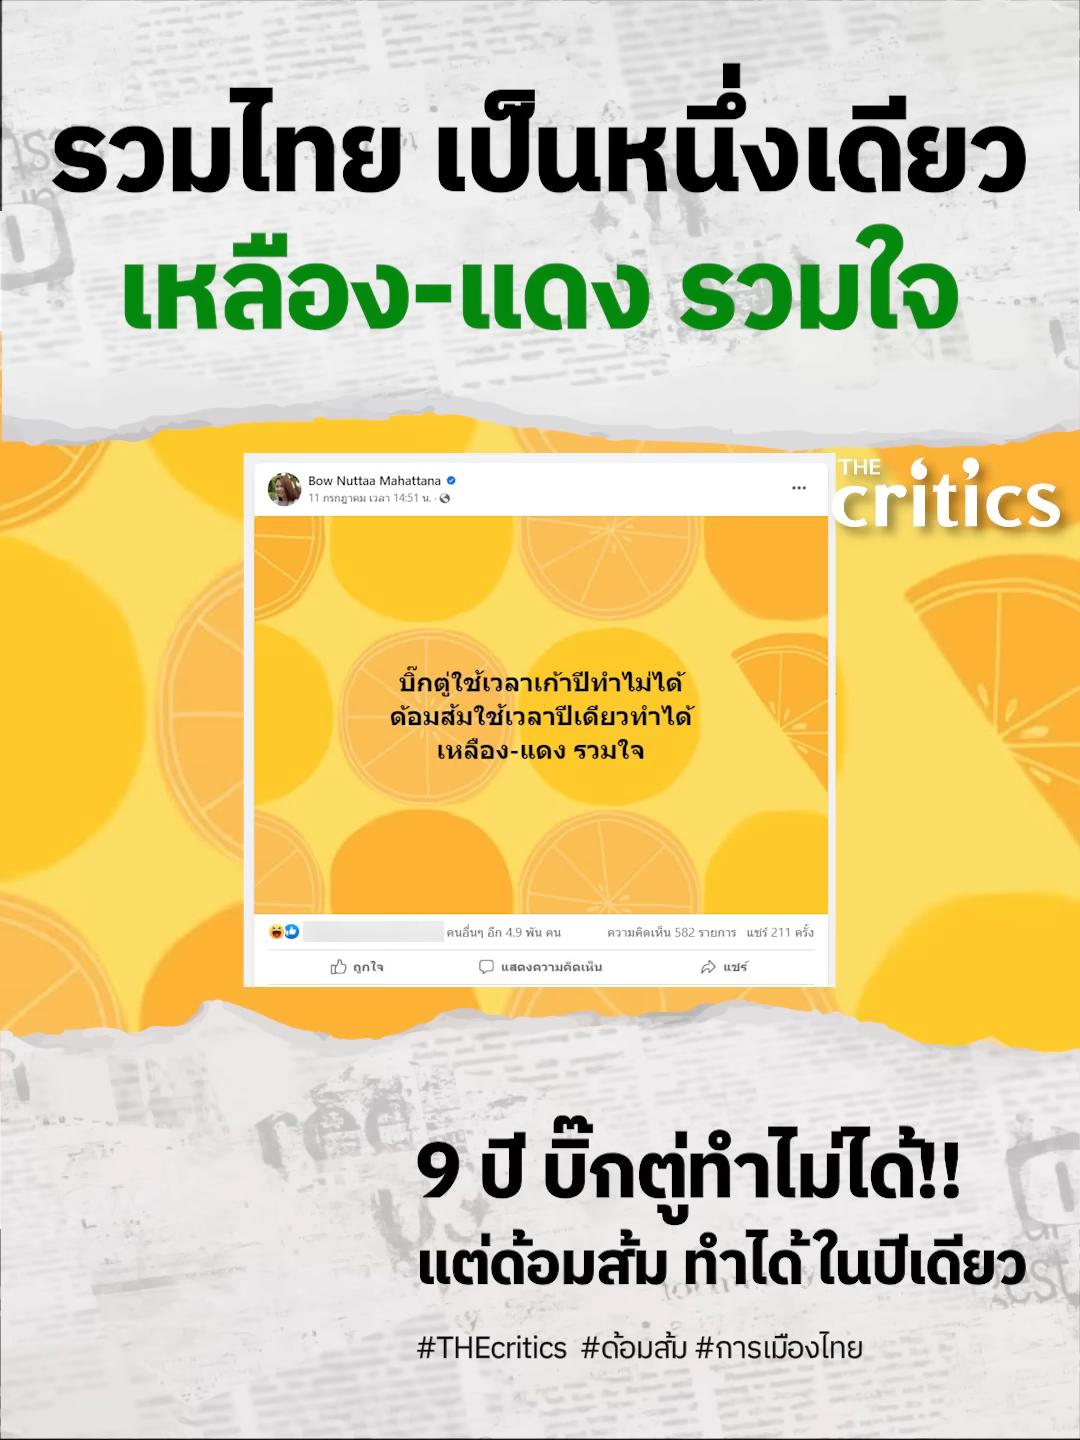 รวมไทย เป็นหนึ่งเดียว
เหลือง-แดง รวมใจ
THE
critics
Bow Nuttaa Mahattana
11 กรกฎาคม เวลา 14:51 น. ·
บิ๊กตู่ใช้เวลาเก้าปีทำไม่ได้
ด้อมส้มใช้เวลาปีเดียวทำได้
เหลือง-แดง รวมใจ
คนอื่นๆ อีก 4.9 พัน คน ความคิดเห็น 582 รายการ แชร์ 211 ครั้ง
ถูกใจ แสดงความคิดเห็น แชร์
9 ปี บิ๊กตู่ทำไม่ได้!!
แต่ด้อมส้ม ทำได้ ในปีเดียว
#THEcritics #ด้อมส้ม #การเมืองไทย